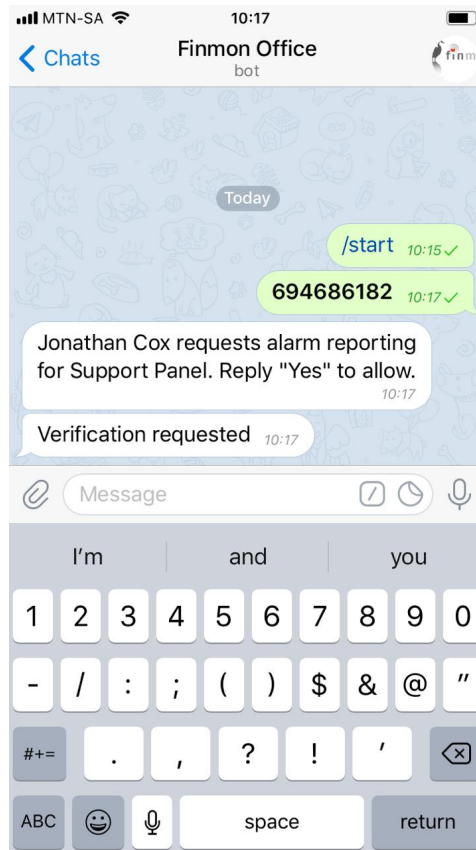 MTN-SA 10:17
Chats Finmon Office
bot
Today
/start 10:15
694686182 10:17
Jonathan Cox requests alarm reporting
for Support Panel. Reply "Yes" to allow.
10:17
Verification requested 10:17
Message
I'm and you
1 2 3 4 5 6 7 8 9 0
- / : ; ( ) $ & @ "
#+= . , ? ! '
ABC space return